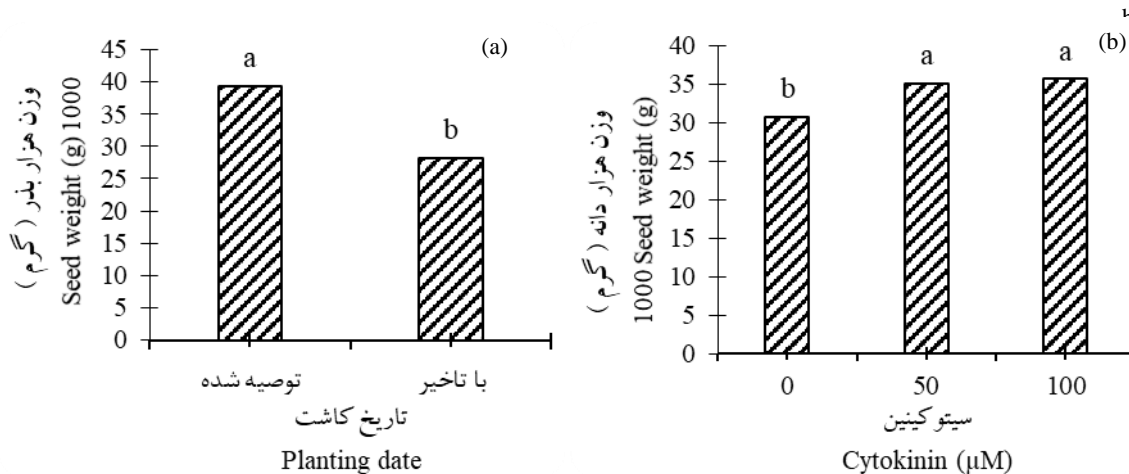 (a)
وزن هزار بذر (گرم)
1000 Seed weight (g)
45
40
35
30
25
20
15
10
5
0
a
b
توصیه شده
با تاخیر
تاریخ کاشت
Planting date
(b)
وزن هزار دانه (گرم)
1000 Seed weight (g)
40
35
30
25
20
15
10
5
0
b
a
a
0
50
100
سیتوکینین
Cytokinin (µM)